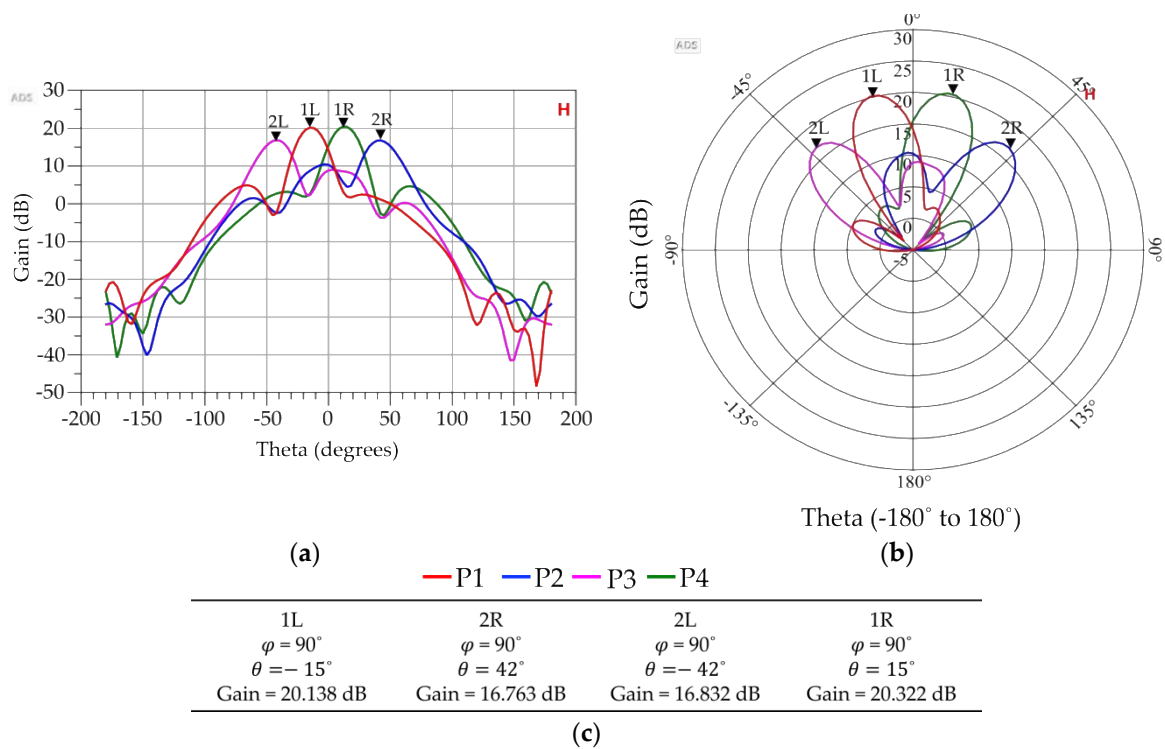 ADS
30
20
10
0
-10
-20
-30
-40
-50
Gain (dB)
2L
1L
1R
2R
H
-200
-150
-100
-50
0
50
100
150
200
Theta (degrees)
(a)
ADS
0°
30
25
20
15
10
5
0
-5
-45°
45°
H
1L
1R
2L
2R
-90°
90°
Gain (dB)
-135°
135°
180°
Theta (-180° to 180°)
(b)
P1 P2 P3 P4
1L 2R 2L 1R
φ = 90° φ = 90° φ = 90° φ = 90°
θ =− 15° θ = 42° θ =− 42° θ = 15°
Gain = 20.138 dB Gain = 16.763 dB Gain = 16.832 dB Gain = 20.322 dB
(c)